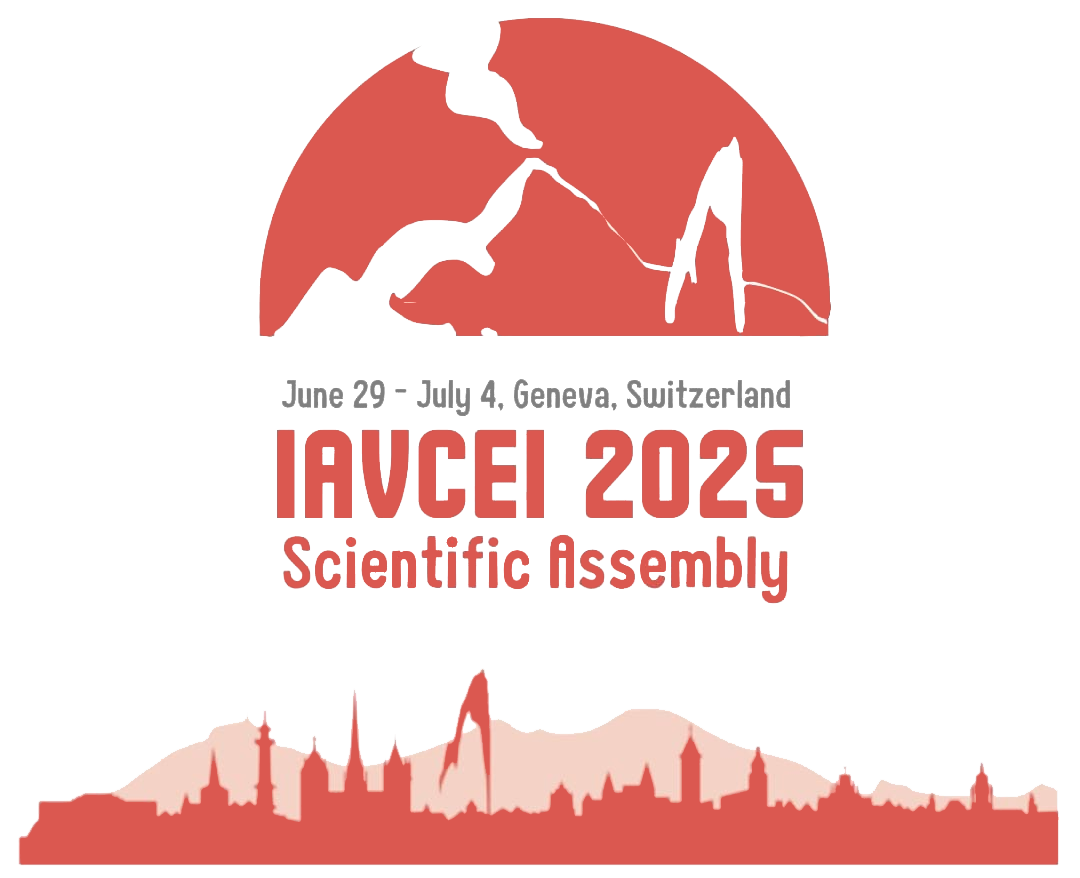 June 29 - July 4, Geneva, Switzerland
IAVCEI 2025
Scientific Assembly